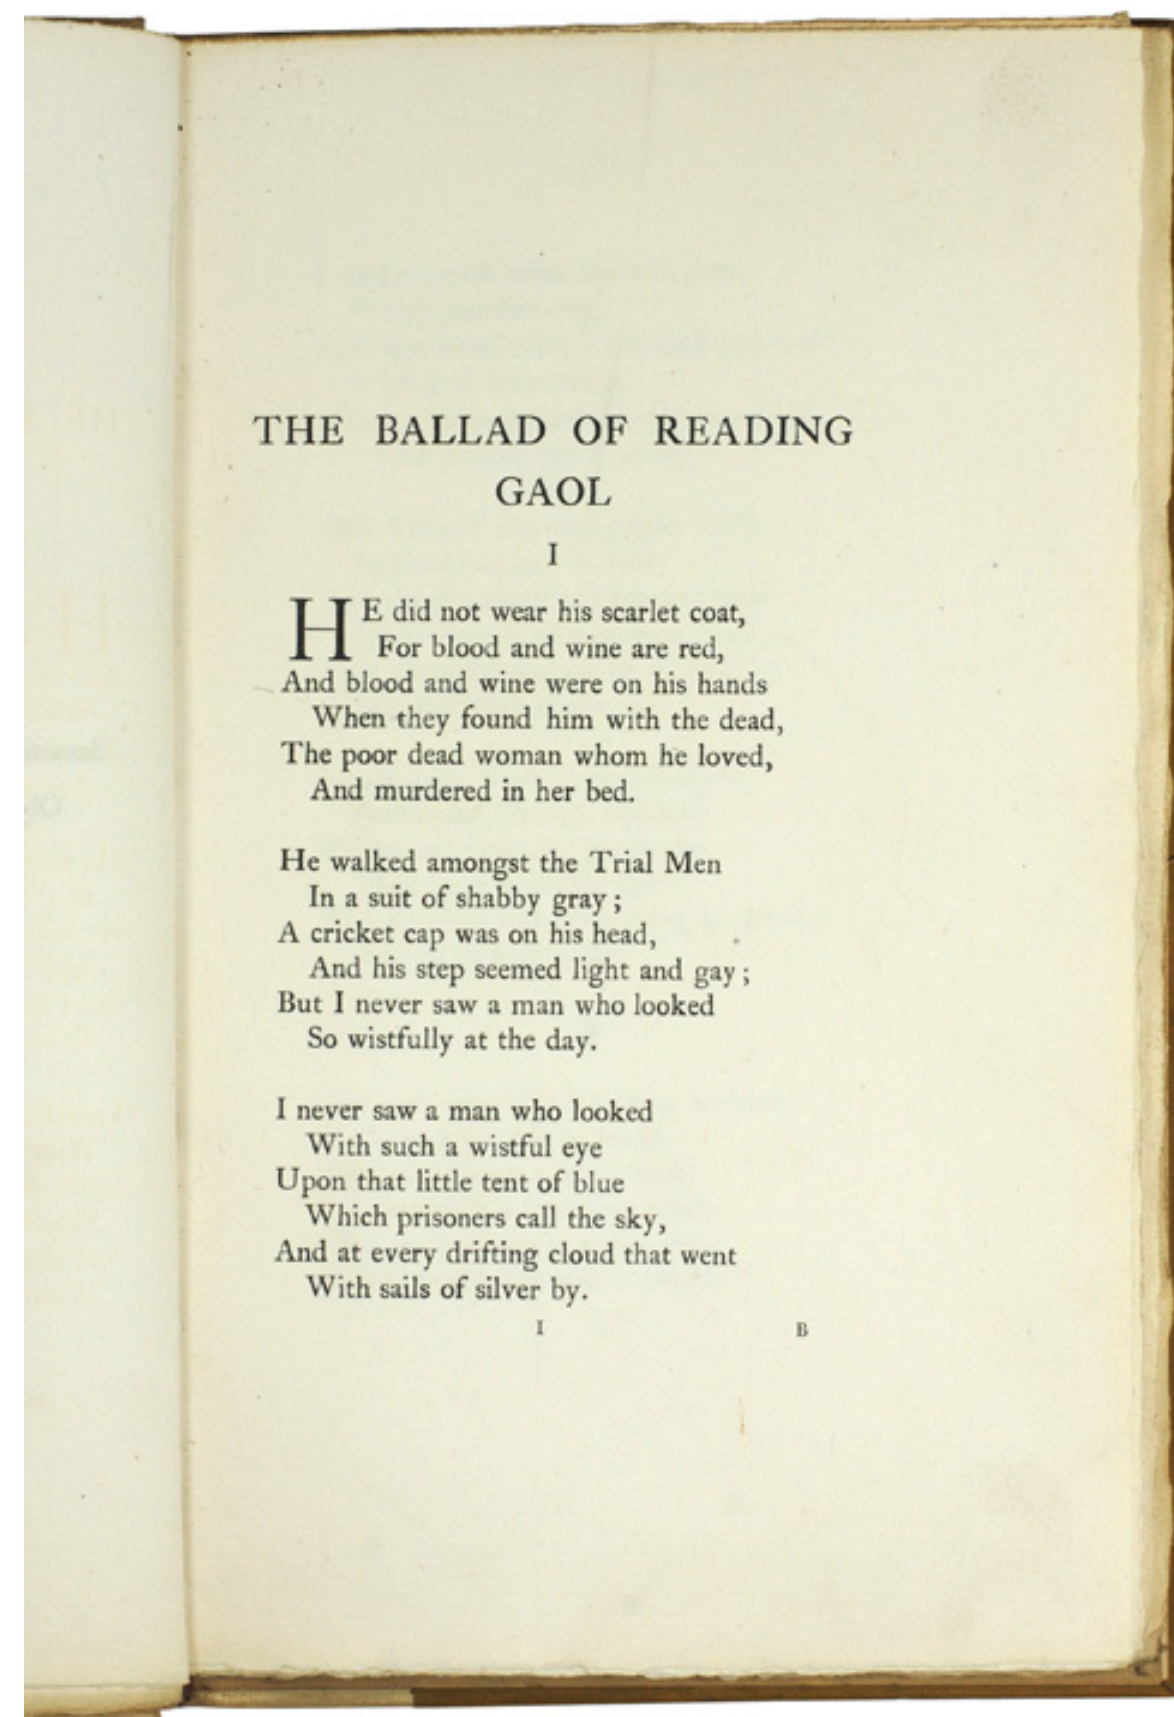 THE BALLAD OF READING
GAOL
I
HE did not wear his scarlet coat,
For blood and wine are red,
And blood and wine were on his hands
When they found him with the dead,
The poor dead woman whom he loved,
And murdered in her bed.
He walked amongst the Trial Men
In a suit of shabby gray ;
A cricket cap was on his head,
And his step seemed light and gay ;
But I never saw a man who looked
So wistfully at the day.
I never saw a man who looked
With such a wistful eye
Upon that little tent of blue
Which prisoners call the sky,
And at every drifting cloud that went
With sails of silver by.
I B